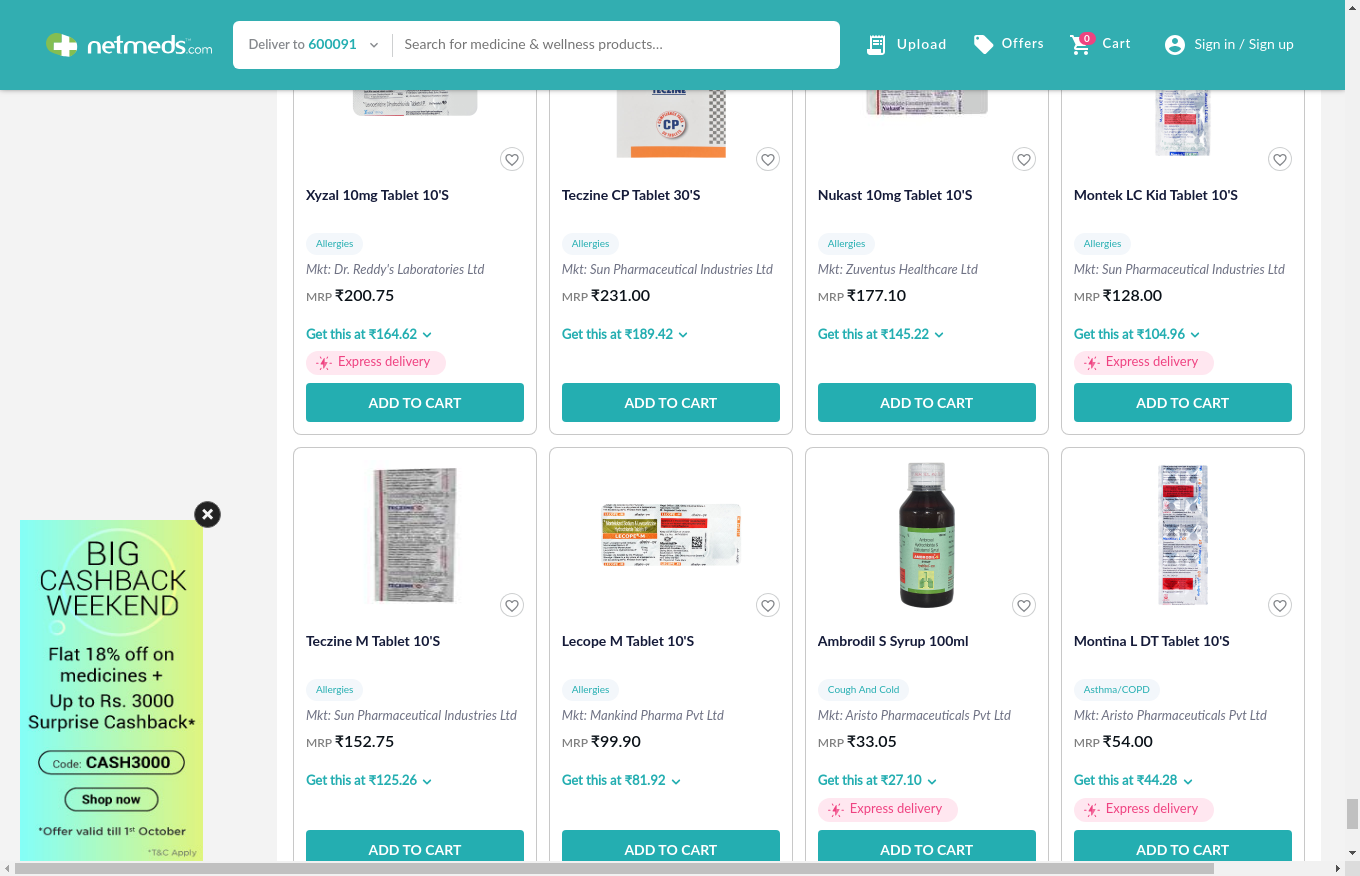 netmeds.com
Deliver to 600091
Search for medicine & wellness products...
Upload
Offers
0
Cart
Sign in / Sign up
TECZINE
CP
Nukast
Xyzal 10mg Tablet 10'S
Allergies
Mkt: Dr. Reddy's Laboratories Ltd
MRP ₹200.75
Get this at ₹164.62
Express delivery
ADD TO CART
Teczine CP Tablet 30'S
Allergies
Mkt: Sun Pharmaceutical Industries Ltd
MRP ₹231.00
Get this at ₹189.42
ADD TO CART
Nukast 10mg Tablet 10'S
Allergies
Mkt: Zuventus Healthcare Ltd
MRP ₹177.10
Get this at ₹145.22
ADD TO CART
Montek LC Kid Tablet 10'S
Allergies
Mkt: Sun Pharmaceutical Industries Ltd
MRP ₹128.00
Get this at ₹104.96
Express delivery
ADD TO CART
Teczine M Tablet 10'S
Allergies
Mkt: Sun Pharmaceutical Industries Ltd
MRP ₹152.75
Get this at ₹125.26
ADD TO CART
LECOPE-M
Lecope M Tablet 10'S
Allergies
Mkt: Mankind Pharma Pvt Ltd
MRP ₹99.90
Get this at ₹81.92
ADD TO CART
Ambrodil S Syrup 100ml
Cough And Cold
Mkt: Aristo Pharmaceuticals Pvt Ltd
MRP ₹33.05
Get this at ₹27.10
Express delivery
ADD TO CART
Montina L DT Tablet 10'S
Asthma/COPD
Mkt: Aristo Pharmaceuticals Pvt Ltd
MRP ₹54.00
Get this at ₹44.28
Express delivery
ADD TO CART
BIG
CASHBACK
WEEKEND
Flat 18% off on
medicines +
Up to Rs. 3000
Surprise Cashback*
Code: CASH3000
Shop now
*Offer valid till 1st October
*T&C Apply